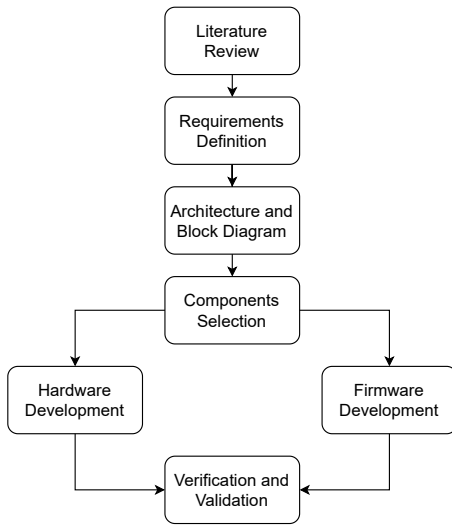 Literature
Review
Requirements
Definition
Architecture and
Block Diagram
Components
Selection
Hardware
Development
Firmware
Development
Verification and
Validation